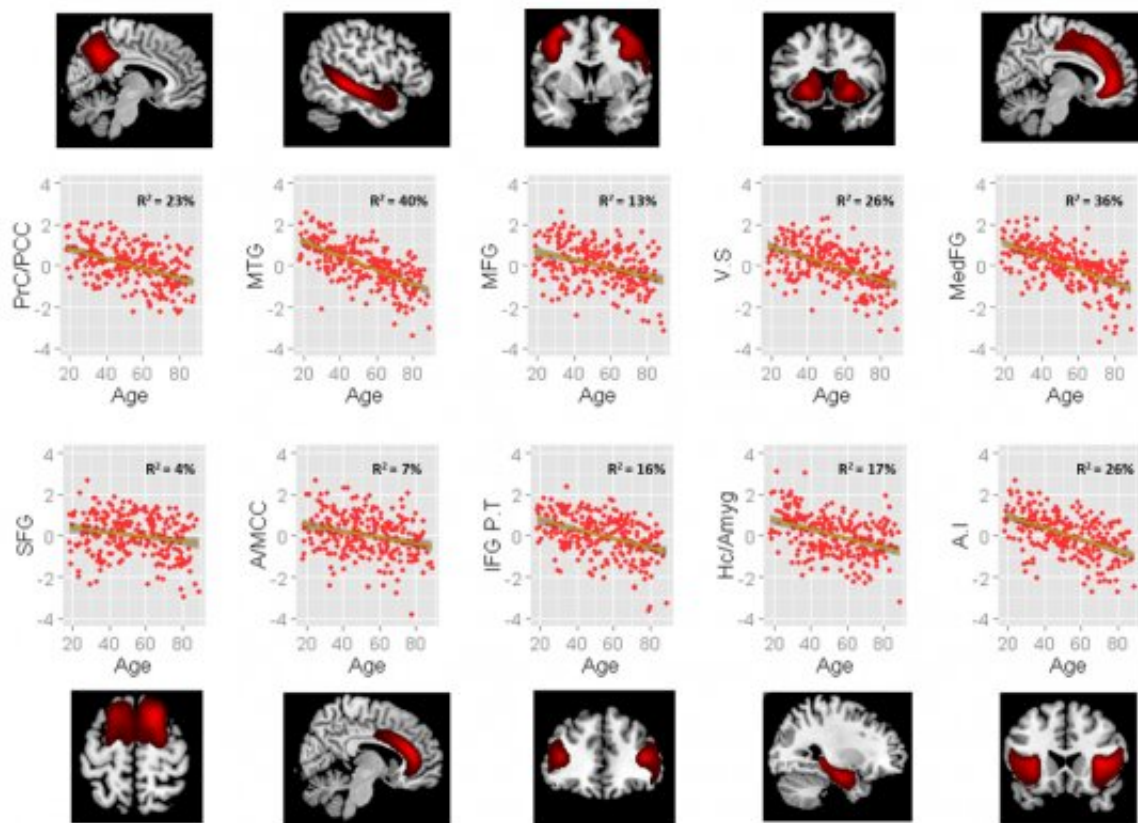 R² = 23%
4
2
0
-2
-4
PrC/PCC
20 40 60 80
Age
R² = 40%
4
2
0
-2
-4
MTG
20 40 60 80
Age
R² = 13%
4
2
0
-2
-4
MFG
20 40 60 80
Age
R² = 26%
4
2
0
-2
-4
V.S
20 40 60 80
Age
R² = 36%
4
2
0
-2
-4
MedFG
20 40 60 80
Age
R² = 4%
4
2
0
-2
-4
SFG
20 40 60 80
Age
R² = 7%
4
2
0
-2
-4
A/MCC
20 40 60 80
Age
R² = 16%
4
2
0
-2
-4
IFG P.T
20 40 60 80
Age
R² = 17%
4
2
0
-2
-4
Hc/Amyg
20 40 60 80
Age
R² = 26%
4
2
0
-2
-4
A.I
20 40 60 80
Age